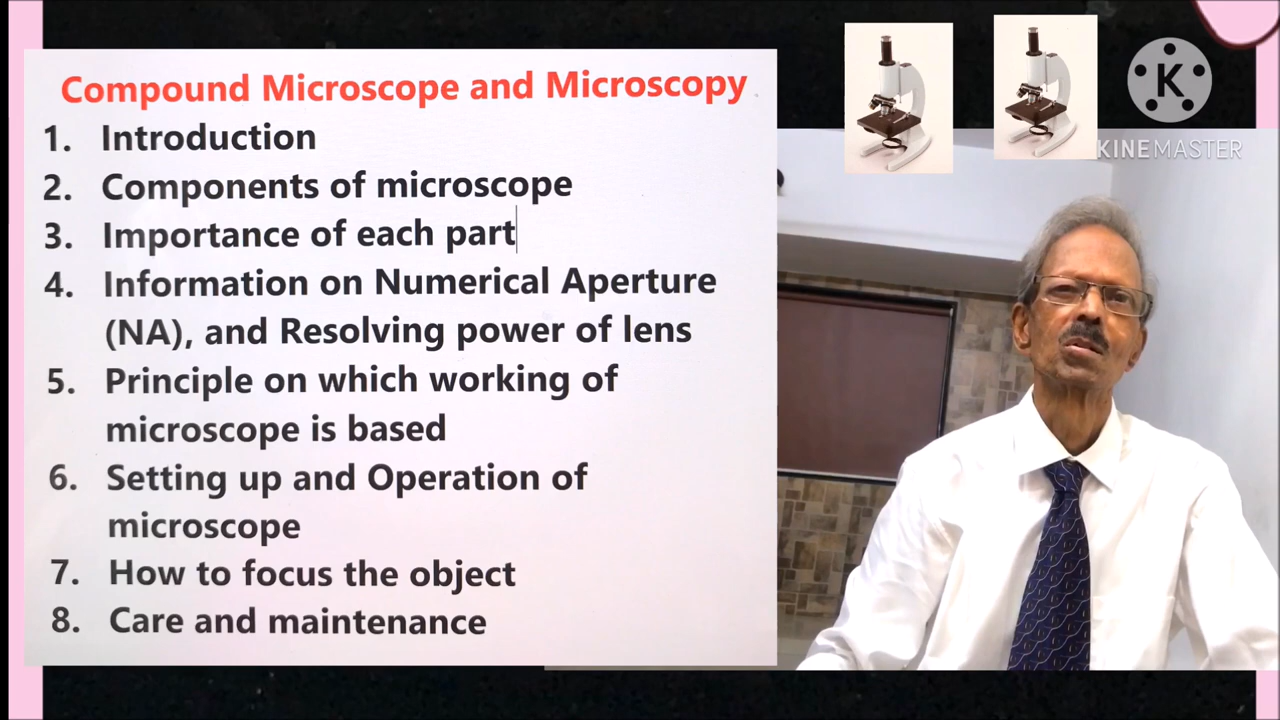 Compound Microscope and Microscopy
1. Introduction
2. Components of microscope
3. Importance of each part
4. Information on Numerical Aperture
(NA), and Resolving power of lens
5. Principle on which working of
microscope is based
6. Setting up and Operation of
microscope
7. How to focus the object
8. Care and maintenance
K
KINEMASTER